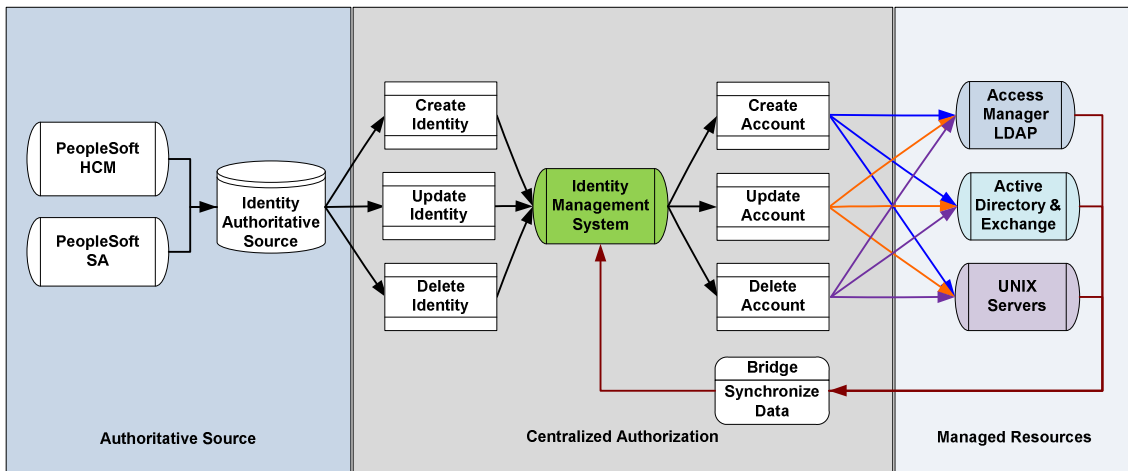 PeopleSoft
HCM
PeopleSoft
SA
Identity
Authoritative
Source
Create
Identity
Update
Identity
Delete
Identity
Identity
Management
System
Create
Account
Update
Account
Delete
Account
Bridge
Synchronize
Data
Access
Manager
LDAP
Active
Directory &
Exchange
UNIX
Servers
Authoritative Source
Centralized Authorization
Managed Resources